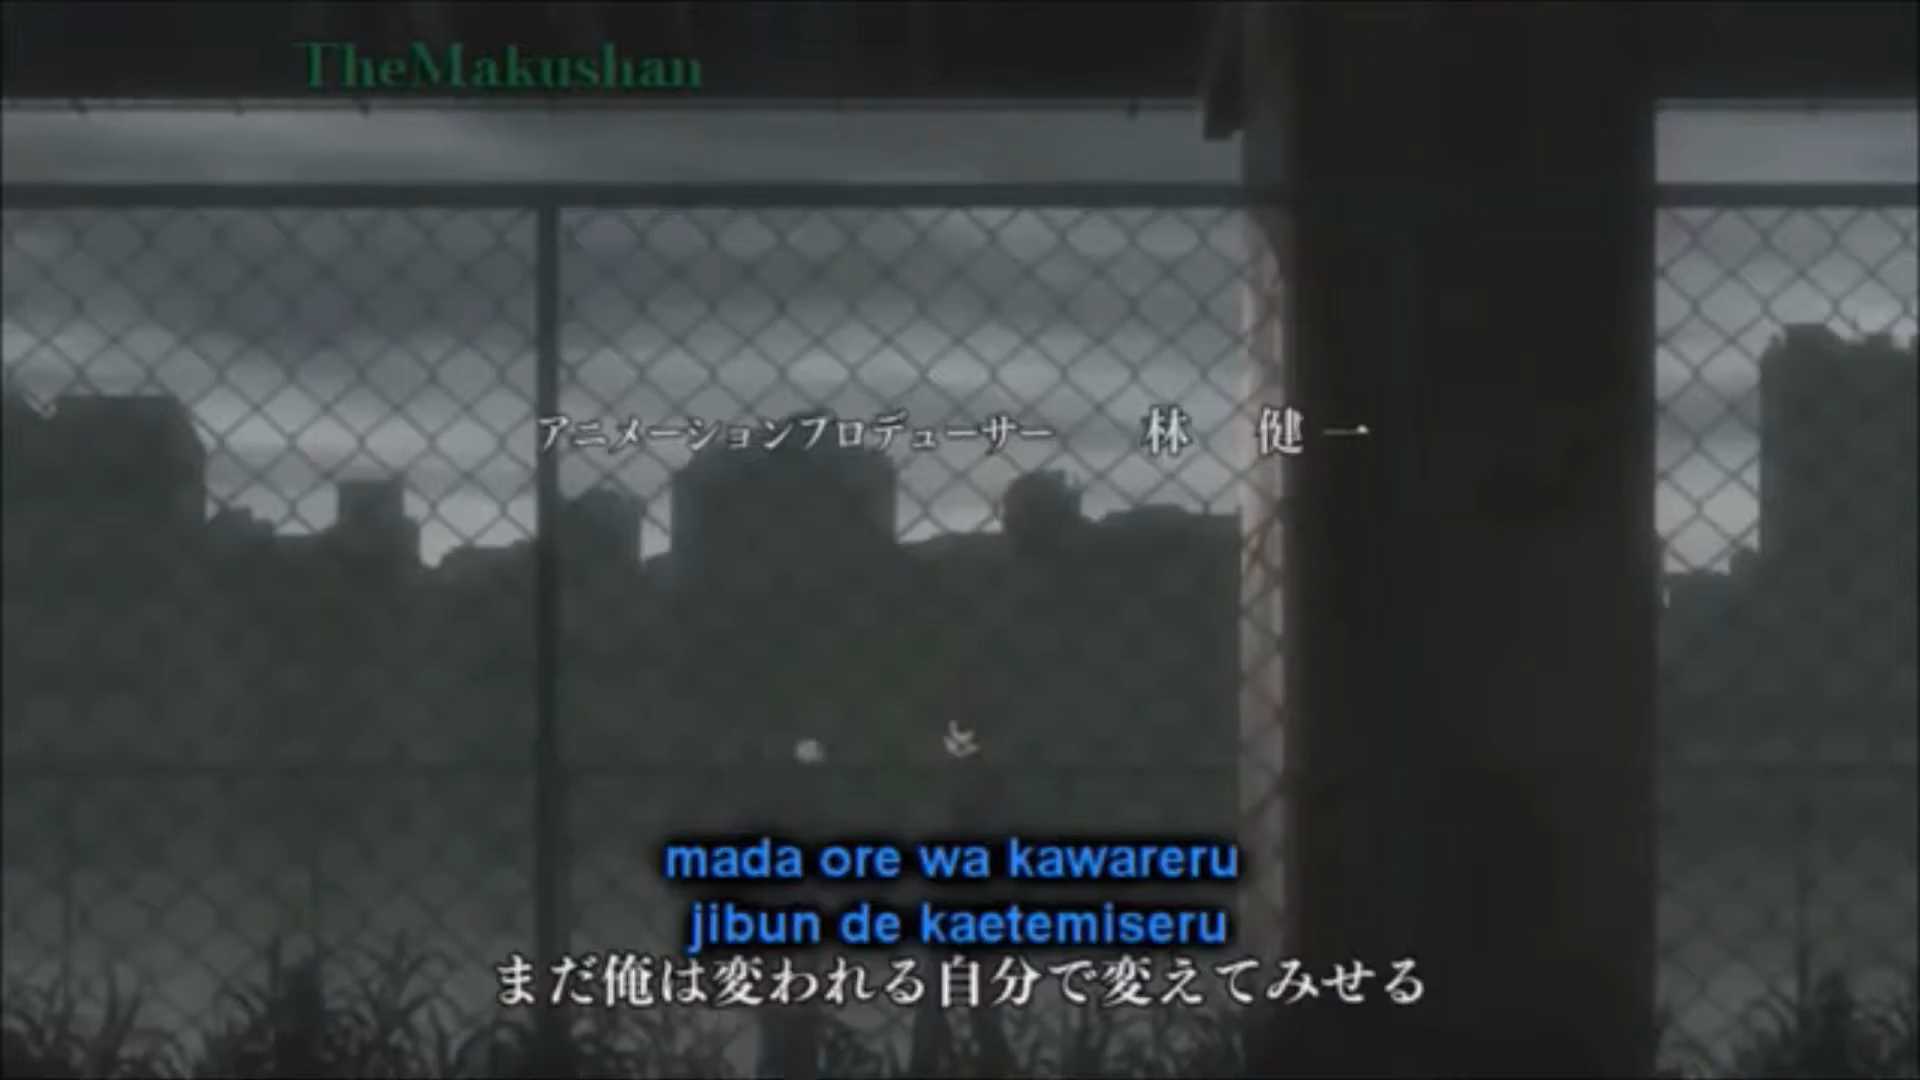 TheMakushan
アニメーションプロデューサー 林 健一
mada ore wa kawareru
jibun de kaetemiseru
まだ俺は変われる自分で変えてみせる